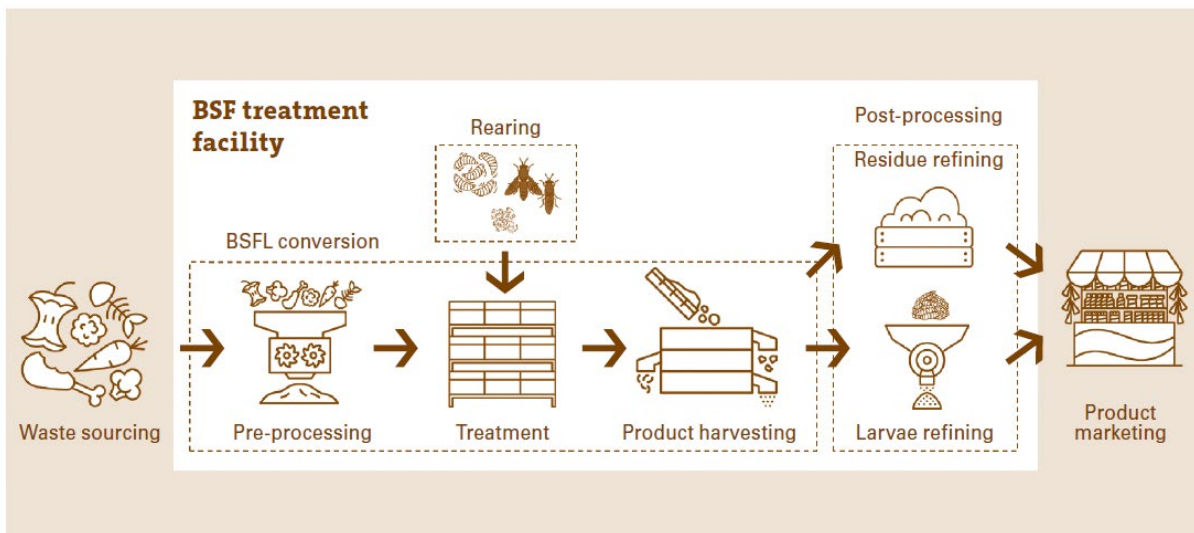 BSF treatment
facility
Rearing
Post-processing
Residue refining
BSFL conversion
Waste sourcing
Pre-processing
Treatment
Product harvesting
Larvae refining
Product
marketing